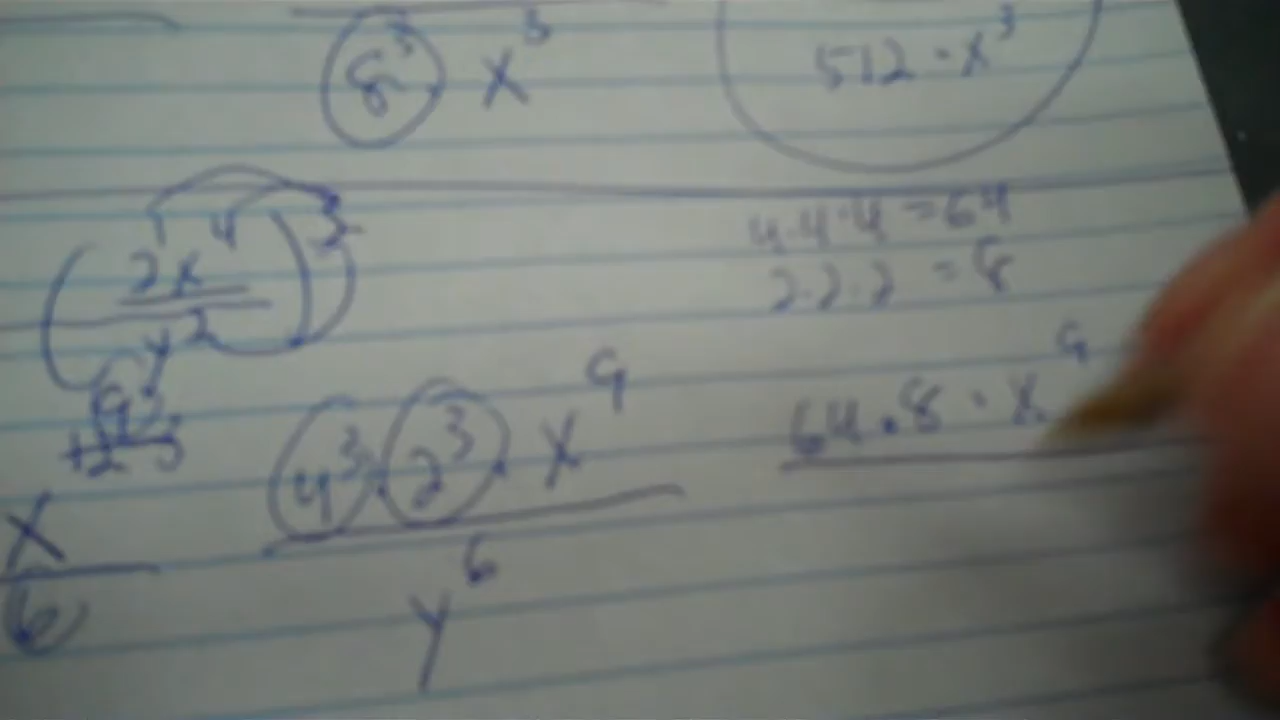 8³ x³
512 · x³
(2x⁴ / y²)³
4·4·4 = 64
2·2·2 = 8
4³ · 2³ · x⁹ / y⁶
64 · 8 · x⁹
x / 6